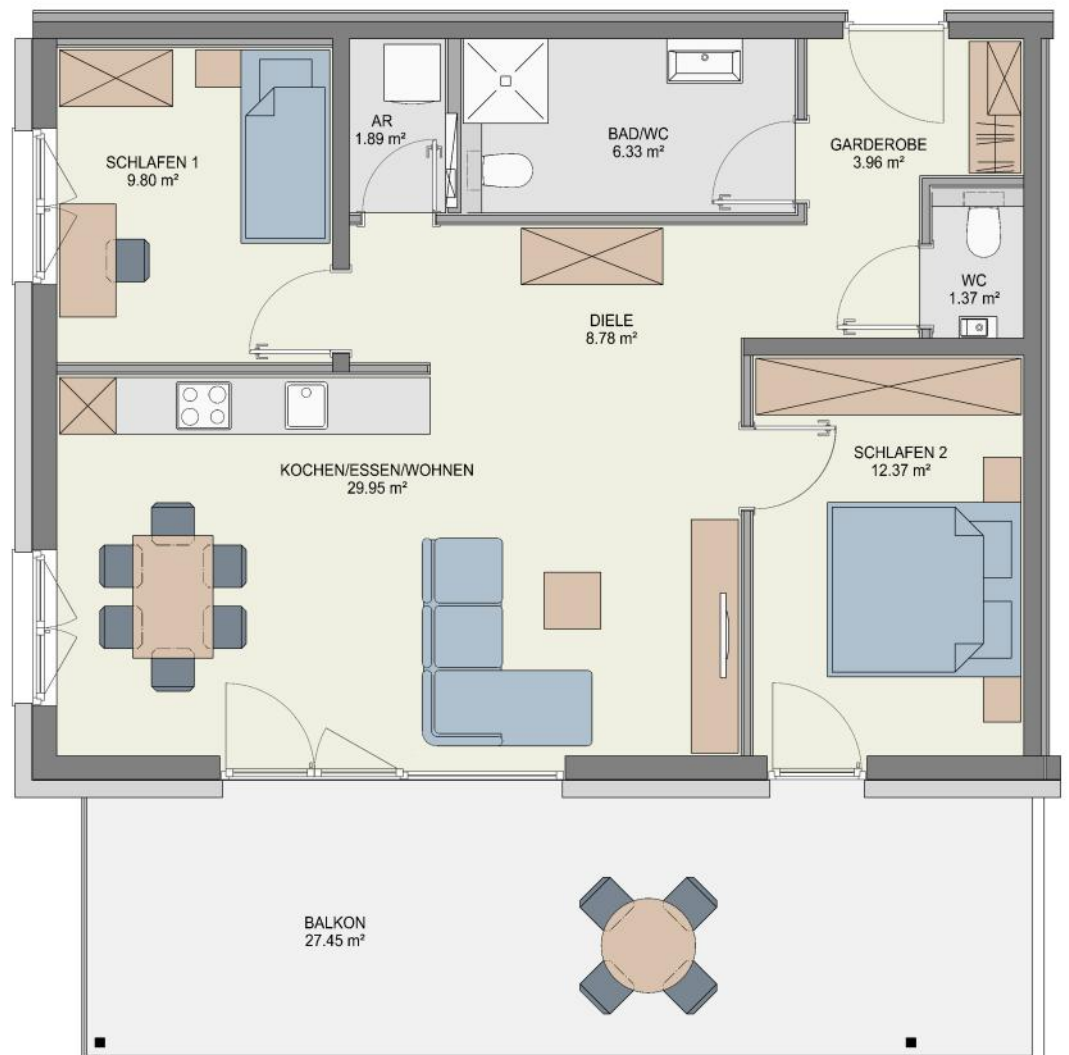 AR
1.89 m²
BAD/WC
6.33 m²
GARDEROBE
3.96 m²
SCHLAFEN 1
9.80 m²
WC
1.37 m²
DIELE
8.78 m²
SCHLAFEN 2
12.37 m²
KOCHEN/ESSEN/WOHNEN
29.95 m²
BALKON
27.45 m²